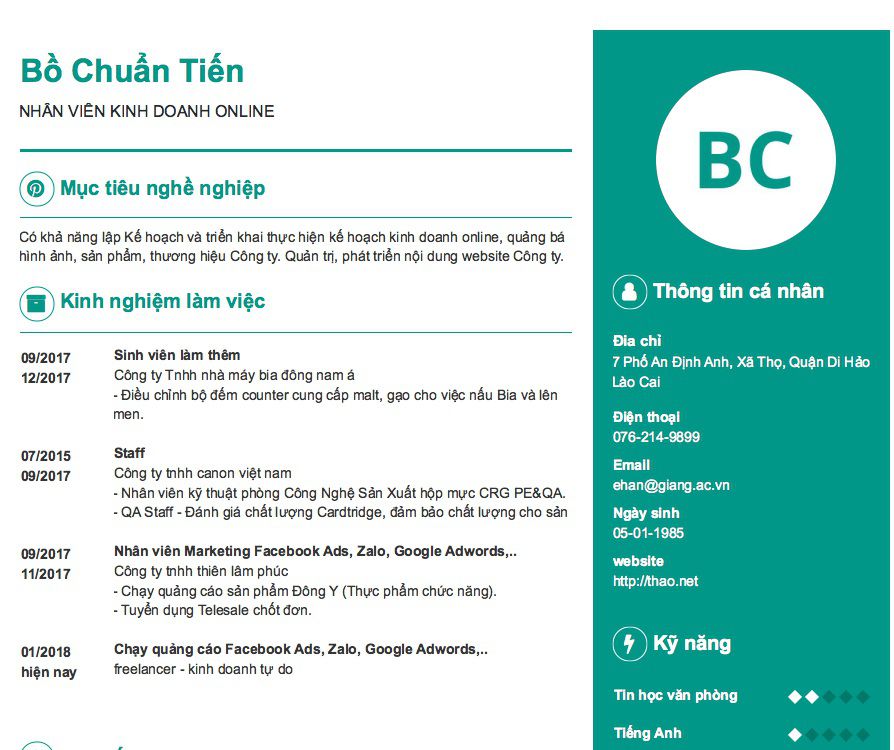 Bồ Chuẩn Tiến
NHÂN VIÊN KINH DOANH ONLINE
Mục tiêu nghề nghiệp
Có khả năng lập Kế hoạch và triển khai thực hiện kế hoạch kinh doanh online, quảng bá
hình ảnh, sản phẩm, thương hiệu Công ty. Quản trị, phát triển nội dung website Công ty.
Kinh nghiệm làm việc
09/2017
12/2017
Sinh viên làm thêm
Công ty Tnhh nhà máy bia đông nam á
- Điều chỉnh bộ đếm counter cung cấp malt, gạo cho việc nấu Bia và lên
men.
07/2015
09/2017
Staff
Công ty tnhh canon việt nam
- Nhân viên kỹ thuật phòng Công Nghệ Sản Xuất hộp mực CRG PE&QA.
- QA Staff - Đánh giá chất lượng Cardtridge, đảm bảo chất lượng cho sản
09/2017
11/2017
Nhân viên Marketing Facebook Ads, Zalo, Google Adwords,..
Công ty tnhh thiên lâm phúc
- Chạy quảng cáo sản phẩm Đông Y (Thực phẩm chức năng).
- Tuyển dụng Telesale chốt đơn.
01/2018
hiện nay
Chạy quảng cáo Facebook Ads, Zalo, Google Adwords,..
freelancer - kinh doanh tự do
BC
Thông tin cá nhân
Địa chỉ
7 Phố An Định Anh, Xã Thọ, Quận Di Hảo
Lào Cai
Điện thoại
076-214-9899
Email
ehan@giang.ac.vn
Ngày sinh
05-01-1985
website
http://thao.net
Kỹ năng
Tin học văn phòng
Tiếng Anh